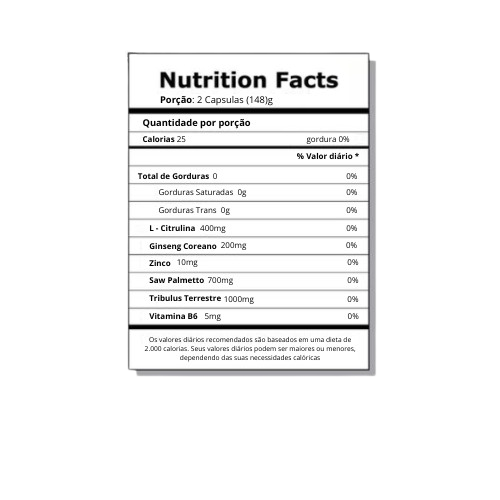 Nutrition Facts
Porção: 2 Capsulas (148)g
Quantidade por porção
Calorias 25 gordura 0%
% Valor diário *
Total de Gorduras 0 0%
Gorduras Saturadas 0g 0%
Gorduras Trans 0g 0%
L - Citrulina 400mg 0%
Ginseng Coreano 200mg 0%
Zinco 10mg 0%
Saw Palmetto 700mg 0%
Tribulus Terrestre 1000mg 0%
Vitamina B6 5mg 0%
Os valores diários recomendados são baseados em uma dieta de
2.000 calorias. Seus valores diários podem ser maiores ou menores,
dependendo das suas necessidades calóricas